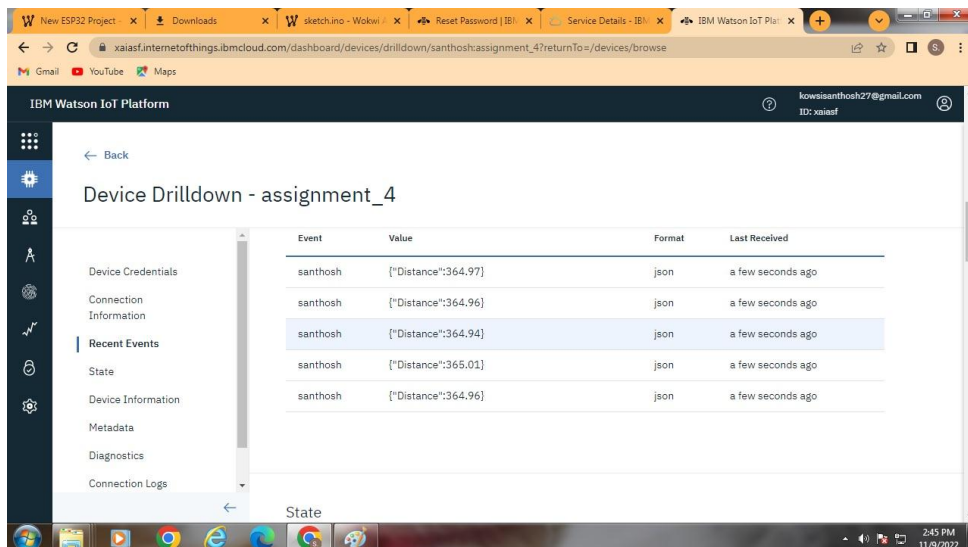 New ESP32 Project - Downloads sketch.ino - Wokwi Reset Password | IBM Service Details - IBM IBM Watson IoT Plat
xaiasf.internetofthings.ibmcloud.com/dashboard/devices/drilldown/santhosh:assignment_4?returnTo=/devices/browse S.
Gmail YouTube Maps
IBM Watson IoT Platform
kowsisanthosh27@gmail.com
ID: xaiasf
← Back
Device Drilldown - assignment_4
Device Credentials
Connection
Information
Recent Events
State
Device Information
Metadata
Diagnostics
Connection Logs
Event Value Format Last Received
santhosh {"Distance":364.97} json a few seconds ago
santhosh {"Distance":364.96} json a few seconds ago
santhosh {"Distance":364.94} json a few seconds ago
santhosh {"Distance":365.01} json a few seconds ago
santhosh {"Distance":364.96} json a few seconds ago
State
2:45 PM
11/9/2022